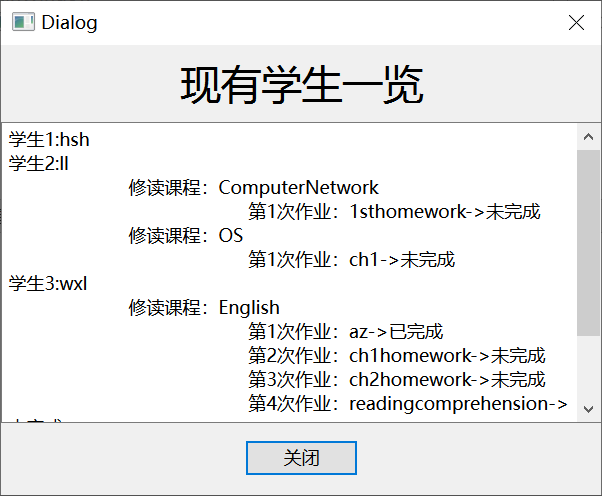 Dialog
现有学生一览
学生1:hsh
学生2:ll
修读课程：ComputerNetwork
第1次作业：1sthomework->未完成
修读课程：OS
第1次作业：ch1->未完成
学生3:wxl
修读课程：English
第1次作业：az->已完成
第2次作业：ch1homework->未完成
第3次作业：ch2homework->未完成
第4次作业：readingcomprehension->
关闭